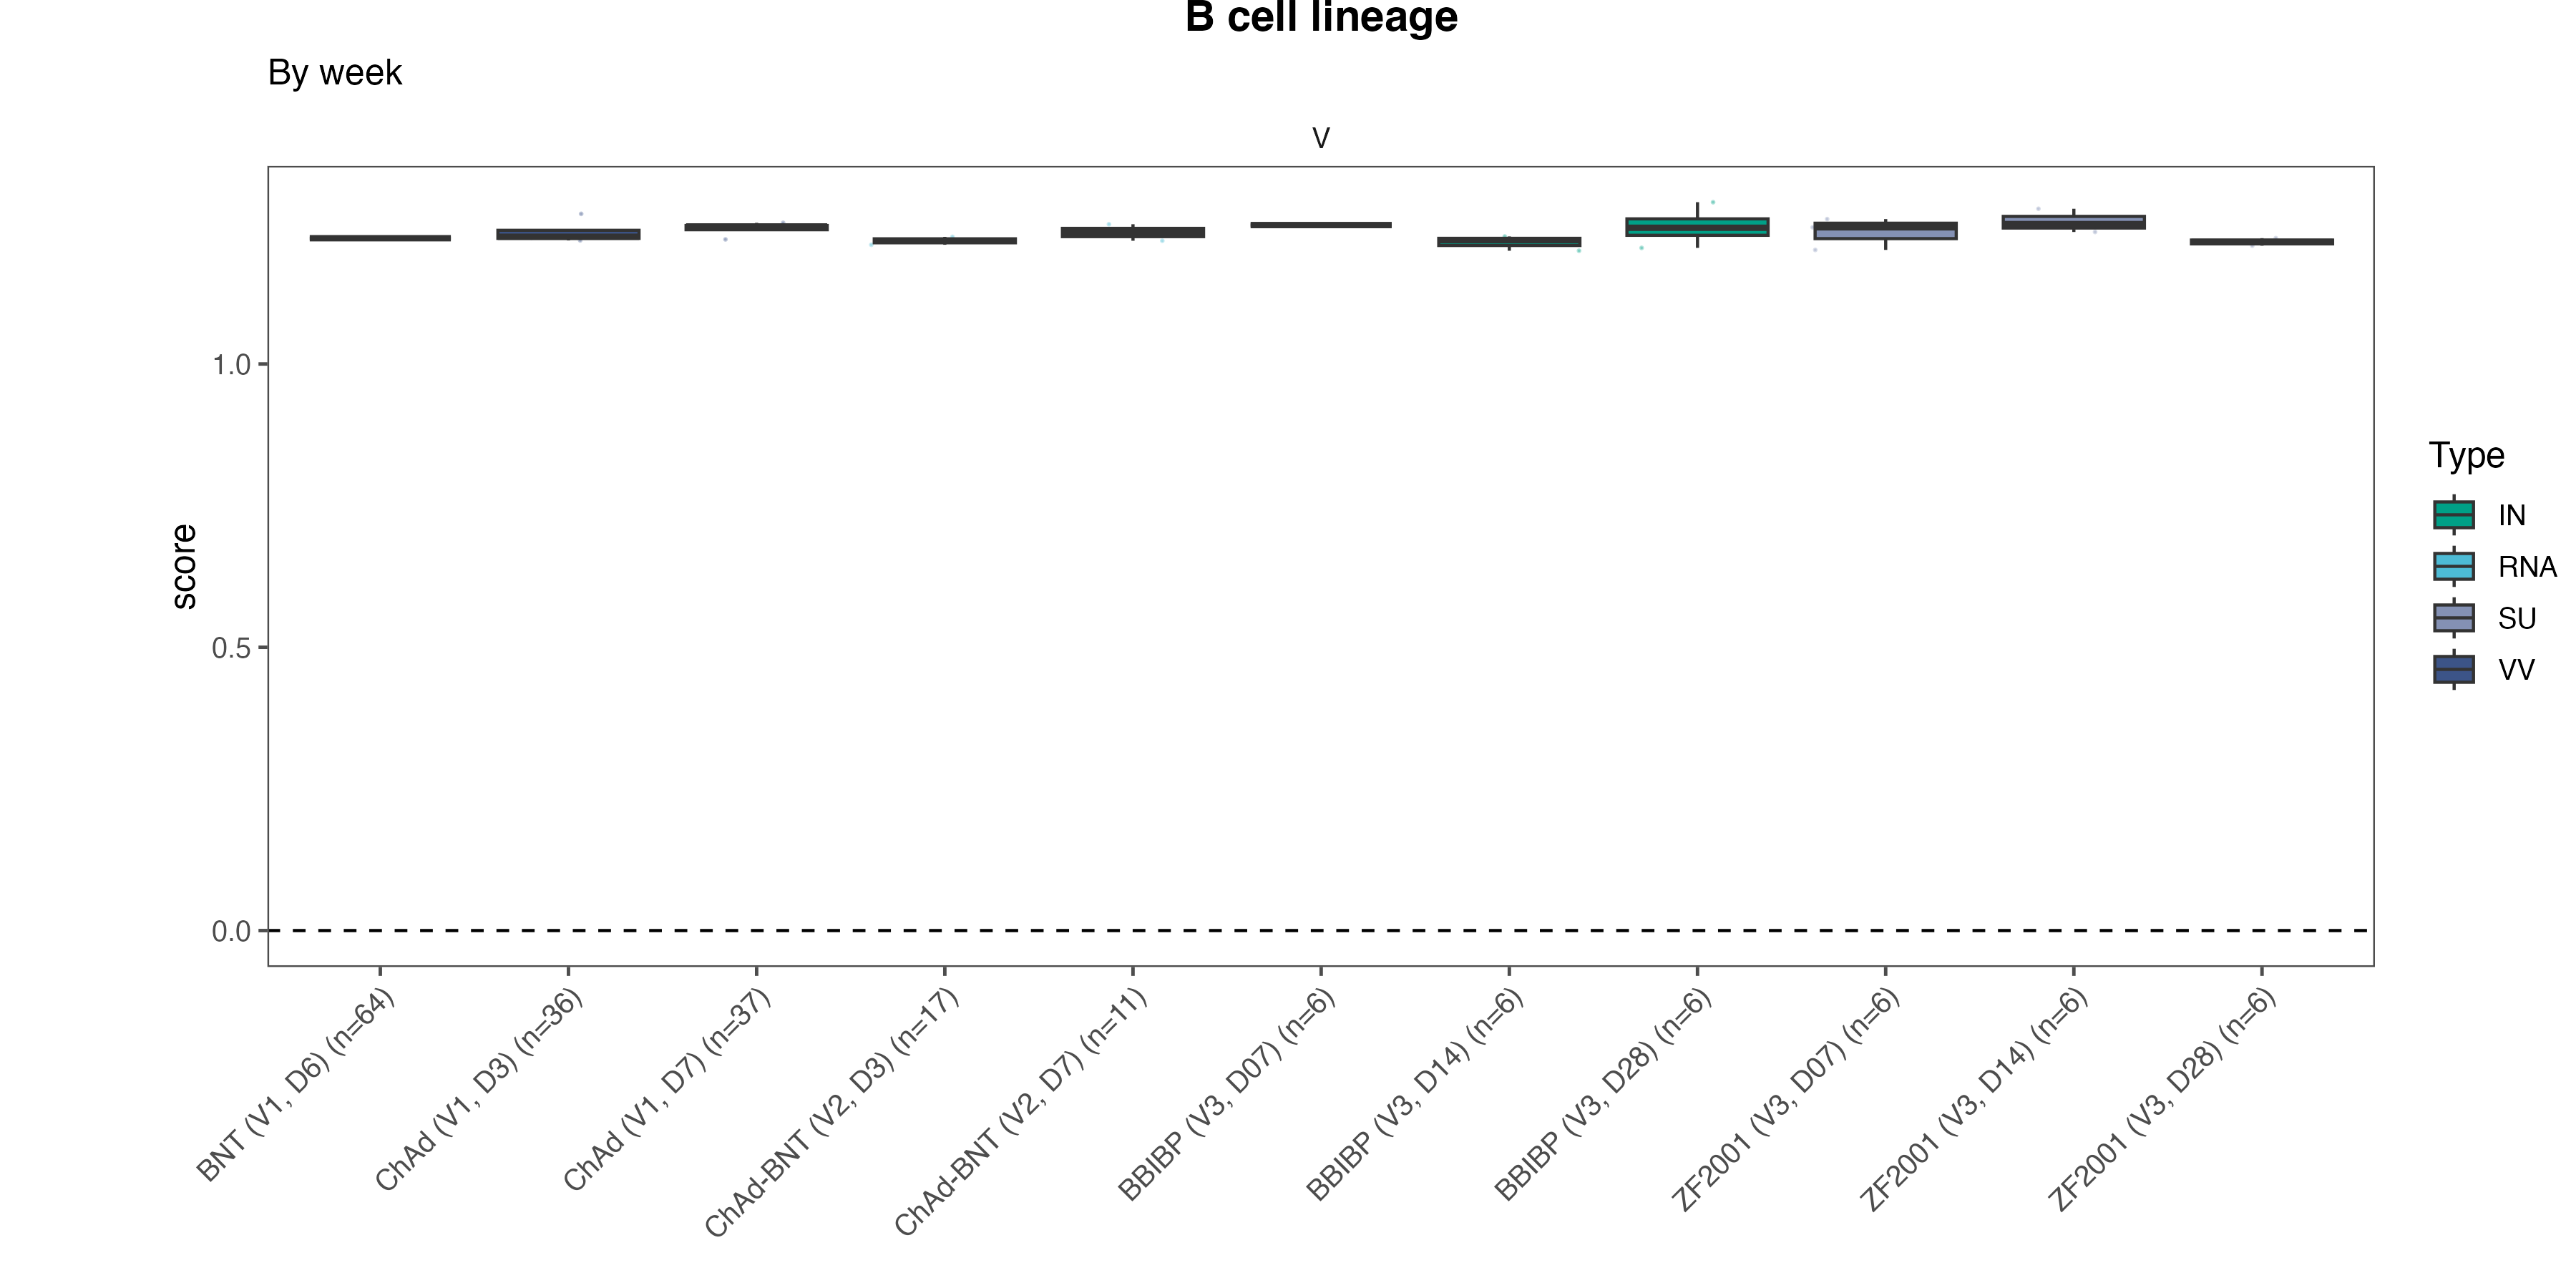 B cell lineage
By week
V
score
1.0
0.5
0.0
BNT (V1, D6) (n=64)
ChAd (V1, D3) (n=36)
ChAd (V1, D7) (n=37)
ChAd-BNT (V2, D3) (n=17)
ChAd-BNT (V2, D7) (n=11)
BBIBP (V3, D07) (n=6)
BBIBP (V3, D14) (n=6)
BBIBP (V3, D28) (n=6)
ZF2001 (V3, D07) (n=6)
ZF2001 (V3, D14) (n=6)
ZF2001 (V3, D28) (n=6)
Type
IN
RNA
SU
VV